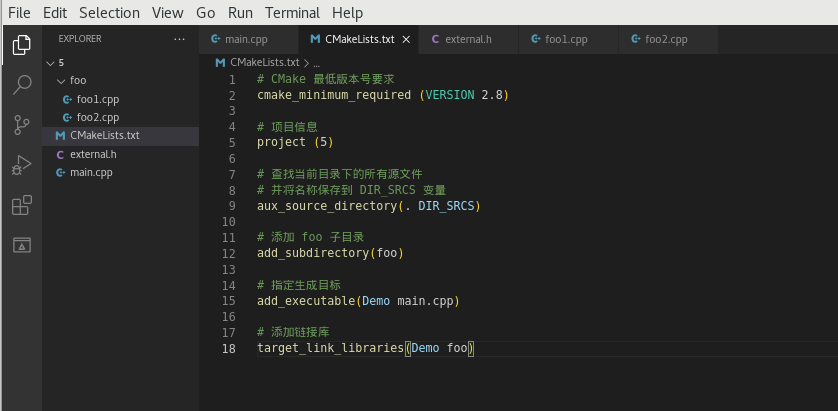 File Edit Selection View Go Run Terminal Help
EXPLORER ...
main.cpp CMakeLists.txt × external.h foo1.cpp foo2.cpp
5
foo
foo1.cpp
foo2.cpp
CMakeLists.txt
external.h
main.cpp
CMakeLists.txt > ...
1 # CMake 最低版本号要求
2 cmake_minimum_required (VERSION 2.8)
3
4 # 项目信息
5 project (5)
6
7 # 查找当前目录下的所有源文件
8 # 并将名称保存到 DIR_SRCS 变量
9 aux_source_directory(. DIR_SRCS)
10
11 # 添加 foo 子目录
12 add_subdirectory(foo)
13
14 # 指定生成目标
15 add_executable(Demo main.cpp)
16
17 # 添加链接库
18 target_link_libraries(Demo foo)